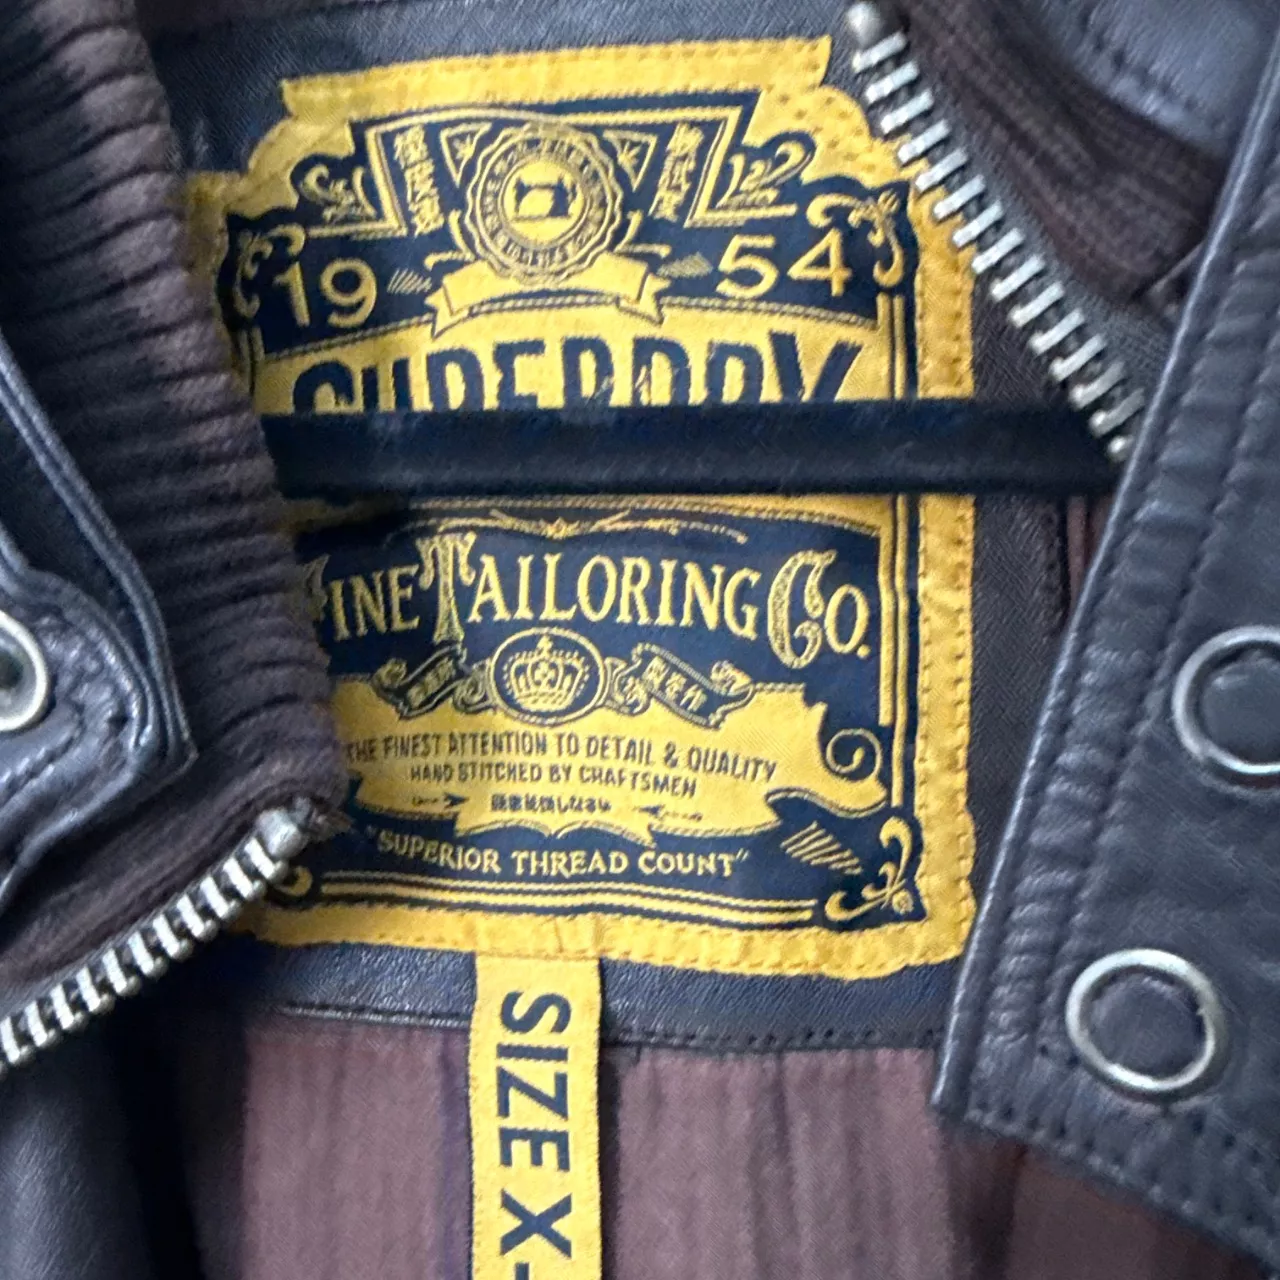 19 54
SUPERDRY
FINE TAILORING CO.
THE FINEST ATTENTION TO DETAIL & QUALITY
HAND STITCHED BY CRAFTSMEN
"SUPERIOR THREAD COUNT"
SIZE X-